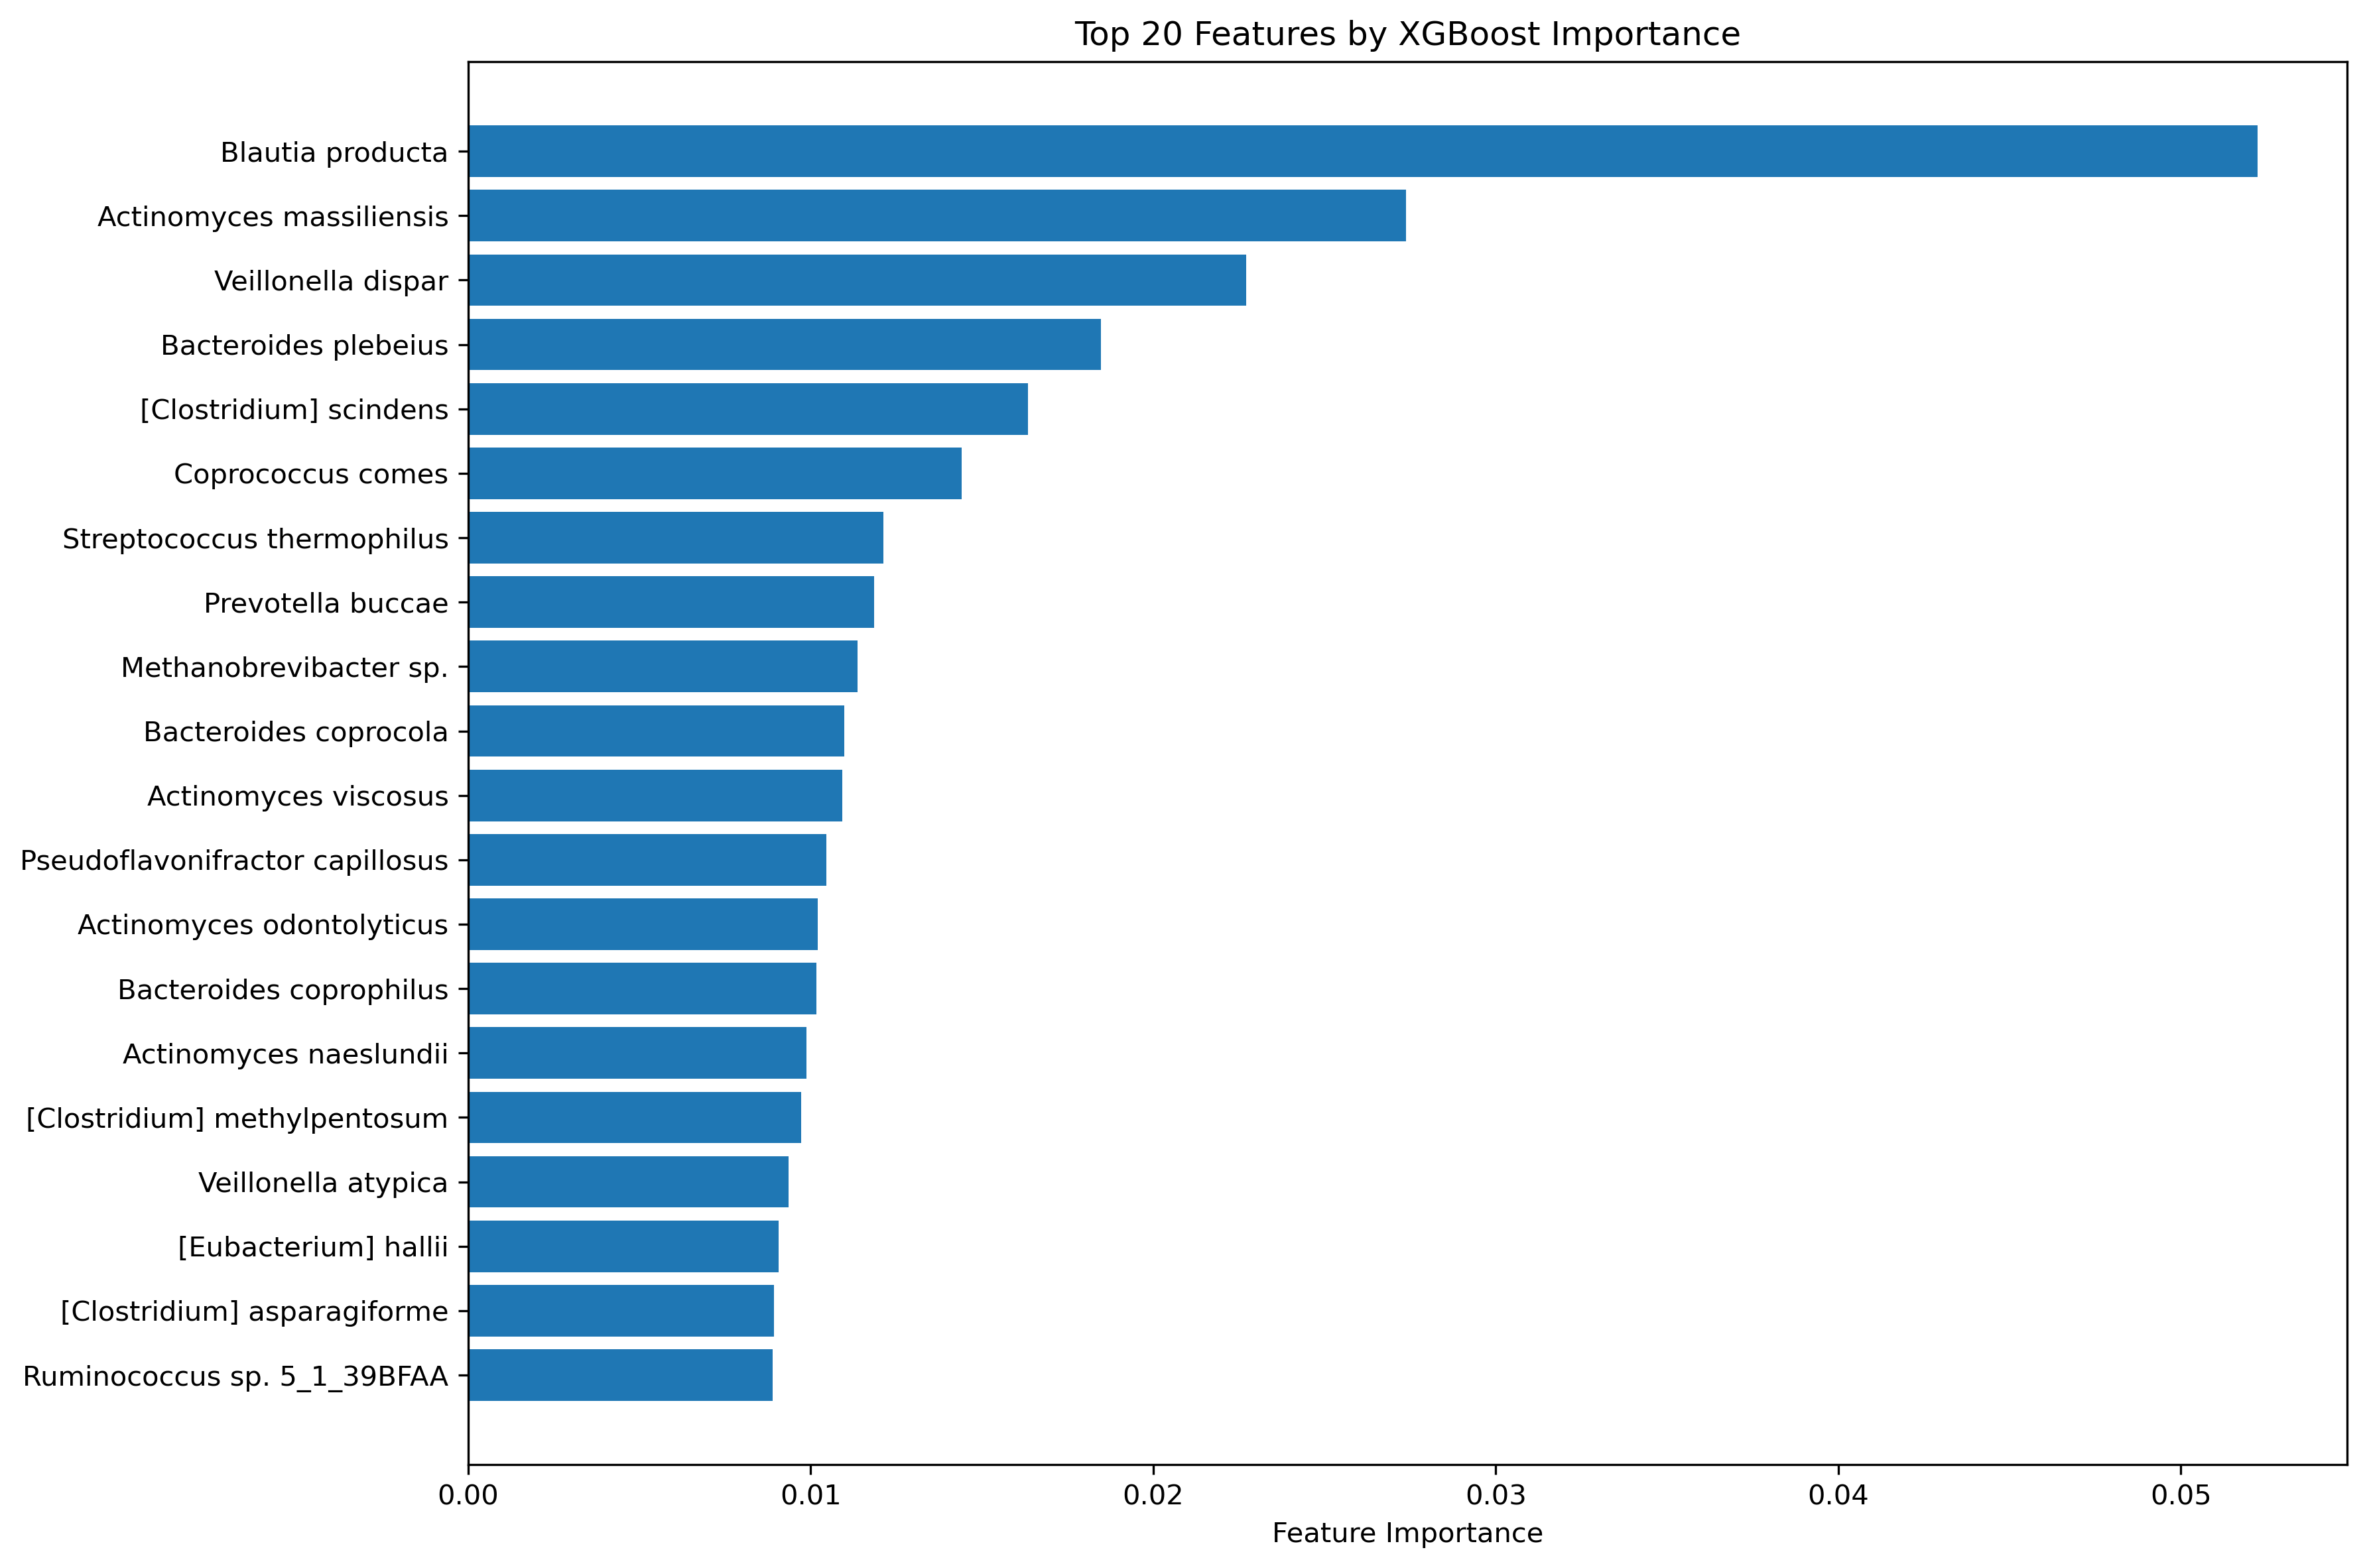 Top 20 Features by XGBoost Importance
Blautia producta
Actinomyces massiliensis
Veillonella dispar
Bacteroides plebeius
[Clostridium] scindens
Coprococcus comes
Streptococcus thermophilus
Prevotella buccae
Methanobrevibacter sp.
Bacteroides coprocola
Actinomyces viscosus
Pseudoflavonifractor capillosus
Actinomyces odontolyticus
Bacteroides coprophilus
Actinomyces naeslundii
[Clostridium] methylpentosum
Veillonella atypica
[Eubacterium] hallii
[Clostridium] asparagiforme
Ruminococcus sp. 5_1_39BFAA
0.00 0.01 0.02 0.03 0.04 0.05
Feature Importance